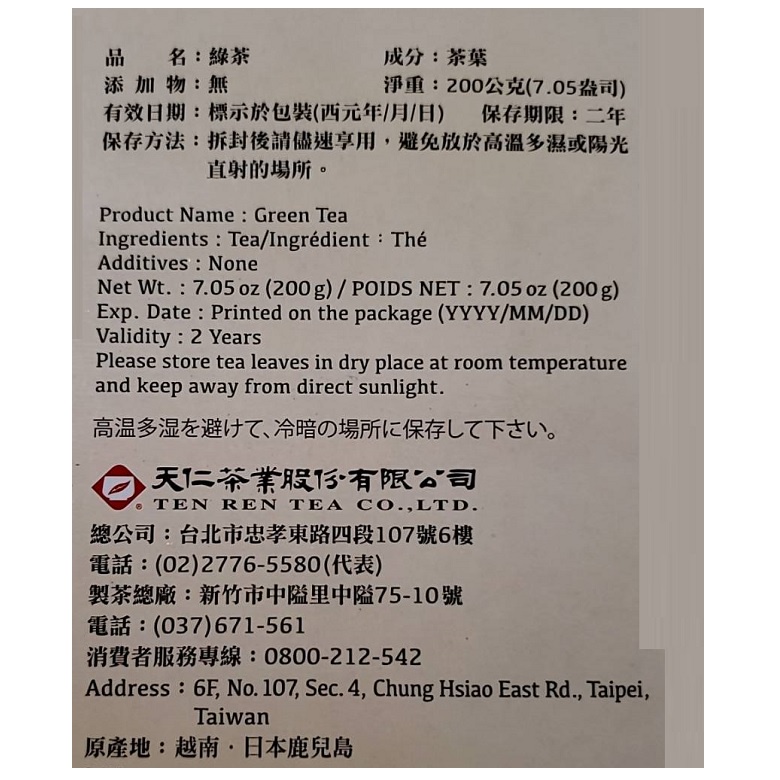 品　　名：綠茶　　　　　　成分：茶葉
添 加 物：無　　　　　　　淨重：200公克(7.05盎司)
有效日期：標示於包裝(西元年/月/日)　保存期限：二年
保存方法：拆封後請儘速享用，避免放於高溫多濕或陽光
直射的場所。
Product Name : Green Tea
Ingredients : Tea/Ingrédient : Thé
Additives : None
Net Wt. : 7.05 oz (200 g) / POIDS NET : 7.05 oz (200 g)
Exp. Date : Printed on the package (YYYY/MM/DD)
Validity : 2 Years
Please store tea leaves in dry place at room temperature
and keep away from direct sunlight.
高温多湿を避けて、冷暗の場所に保存して下さい。
天仁茶業股份有限公司
TEN REN TEA CO.,LTD.
總公司：台北市忠孝東路四段107號6樓
電話：(02)2776-5580(代表)
製茶總廠：新竹市中隘里中隘75-10號
電話：(037)671-561
消費者服務專線：0800-212-542
Address : 6F, No. 107, Sec. 4, Chung Hsiao East Rd., Taipei,
Taiwan
原產地：越南‧日本鹿兒島